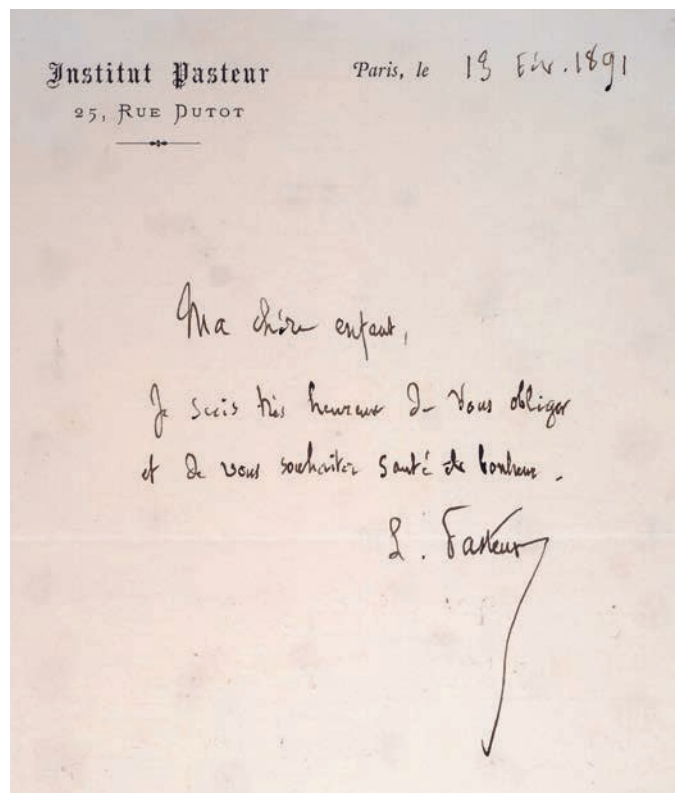 Institut Pasteur
25, RUE DUTOT
Paris, le 13 Fév. 1891
Ma chère enfant,
Je suis très heureux de vous obliger
et de vous souhaiter santé et bonheur.
L. Pasteur